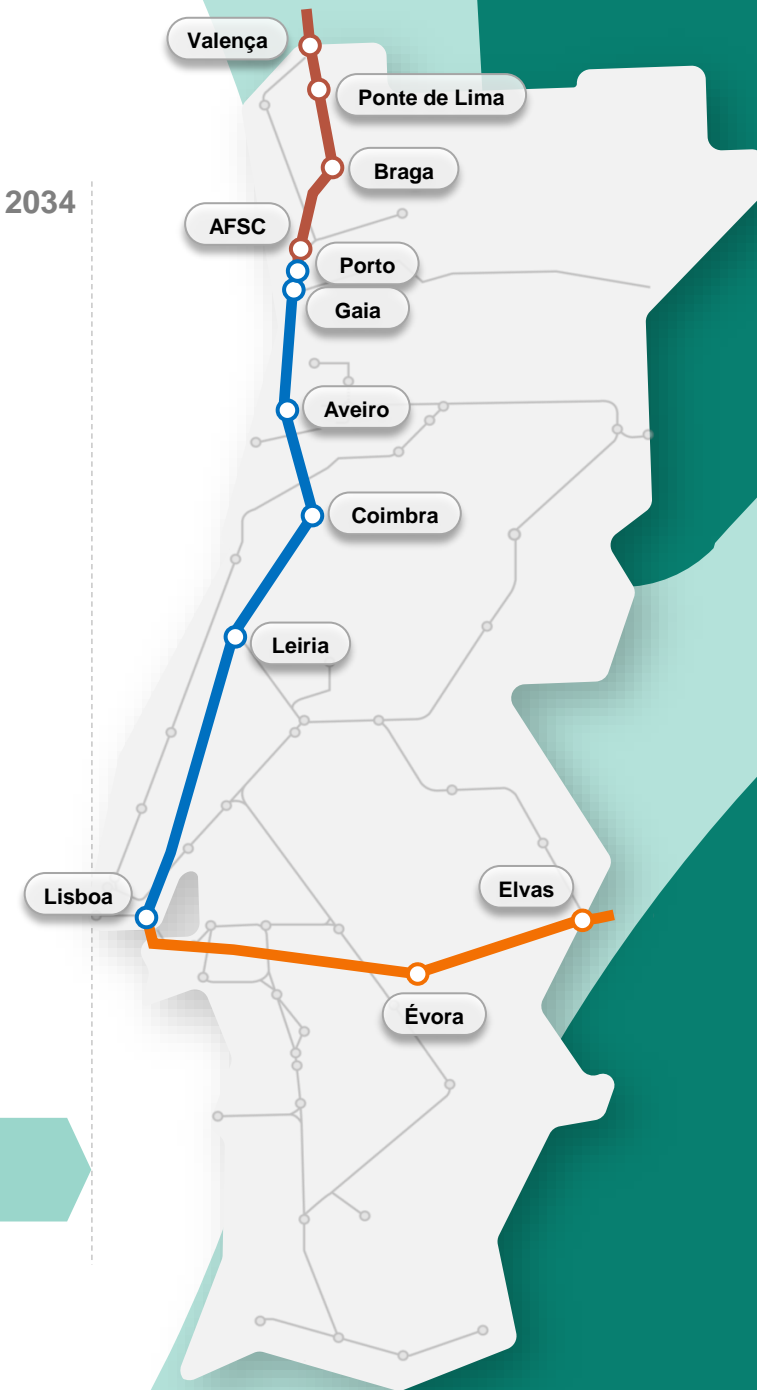 Valença
Ponte de Lima
Braga
2034
AFSC
Porto
Gaia
Aveiro
Coimbra
Leiria
Elvas
Lisboa
Évora